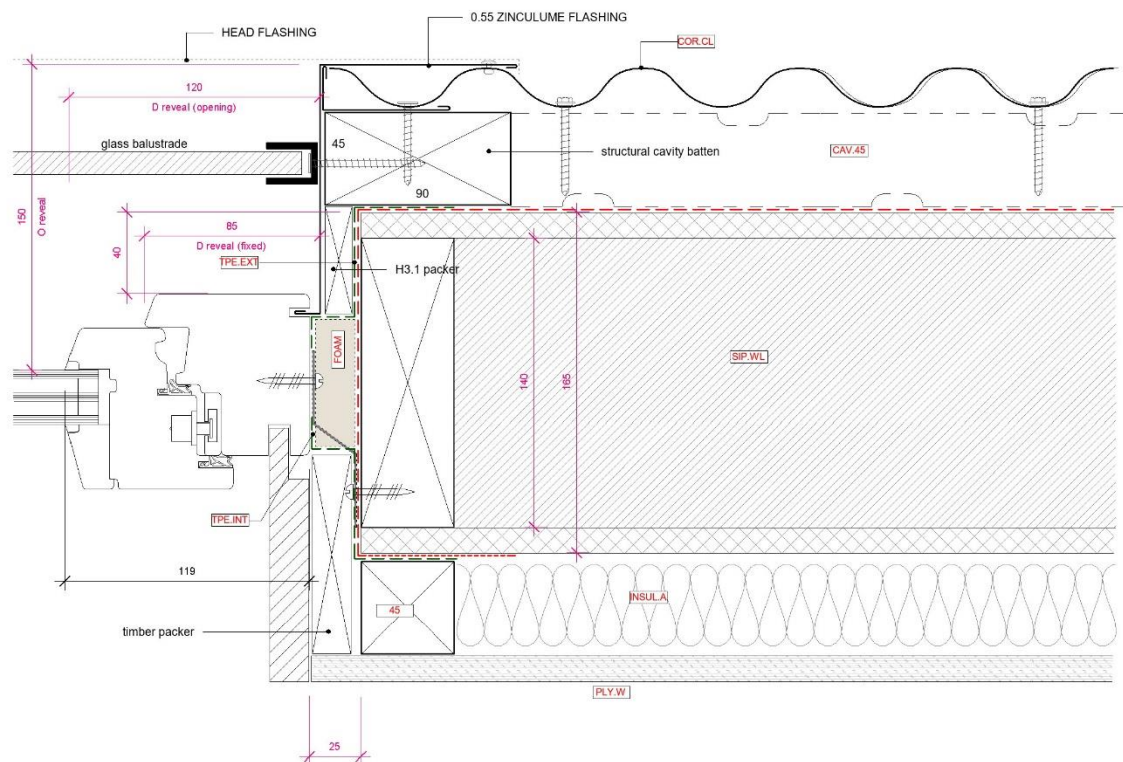 0.55 ZINCULUME FLASHING
HEAD FLASHING
COR.CL
120
D reveal (opening)
glass balustrade
45
structural cavity batten
CAV.45
90
150
O reveal
40
85
D reveal (fixed)
TPE.EXT
H3.1 packer
FOAM
SIP.WL
140
165
TPE.INT
119
45
INSUL.A
timber packer
PLY.W
25